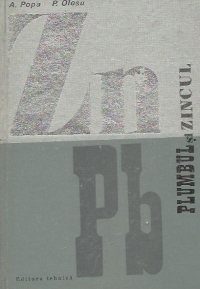 A. Popa P. Olosu
Zn
PLUMBUL și ZINCUL
Pb
Editura tehnică